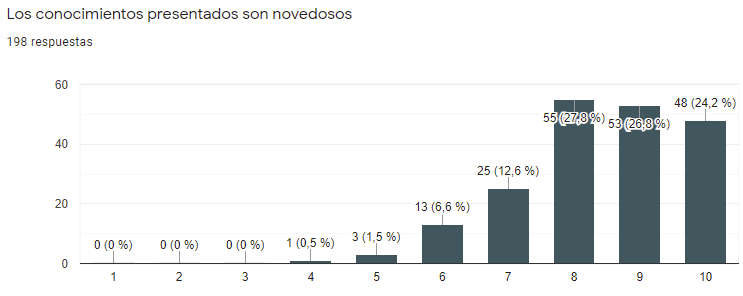 Los conocimientos presentados son novedosos
198 respuestas
60
40
20
0
0 (0 %)
0 (0 %)
0 (0 %)
1 (0,5 %)
3 (1,5 %)
13 (6,6 %)
25 (12,6 %)
55 (27,8 %)
53 (26,8 %)
48 (24,2 %)
1 2 3 4 5 6 7 8 9 10